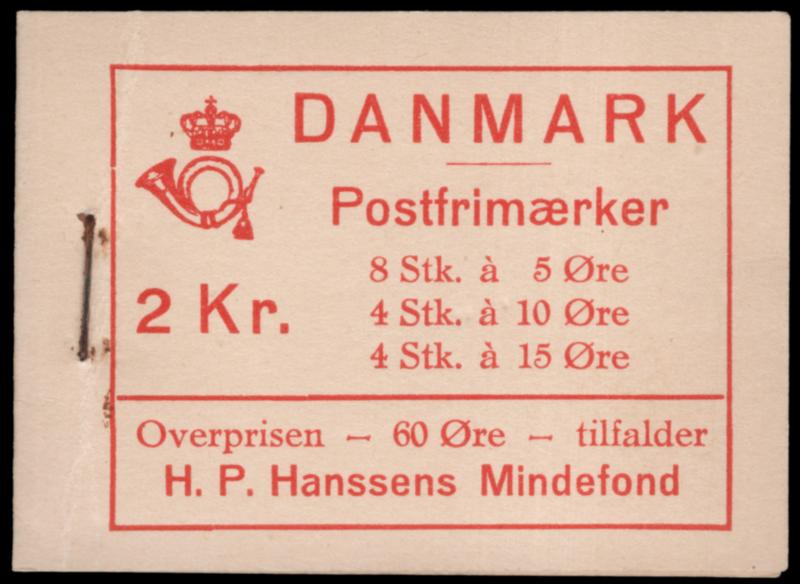 DANMARK
Postfrimærker
2 Kr.
8 Stk. à 5 Øre
4 Stk. à 10 Øre
4 Stk. à 15 Øre
Overprisen – 60 Øre – tilfalder
H. P. Hanssens Mindefond